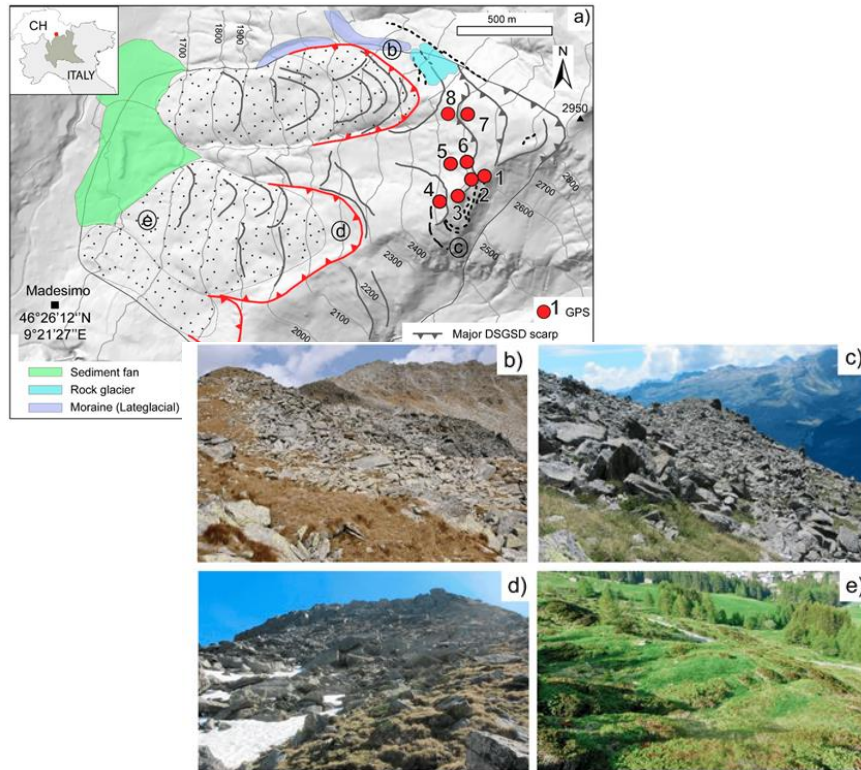 a)
CH
ITALY
500 m
N
1700
1800
1900
b
2950
8
7
5
6
1
4
3
2
2800
2700
2600
2500
c
2400
2300
2200
2100
2000
e
d
Madesimo
46°26'12''N
9°21'27''E
1 GPS
Major DSGSD scarp
Sediment fan
Rock glacier
Moraine (Lateglacial)
b)
c)
d)
e)